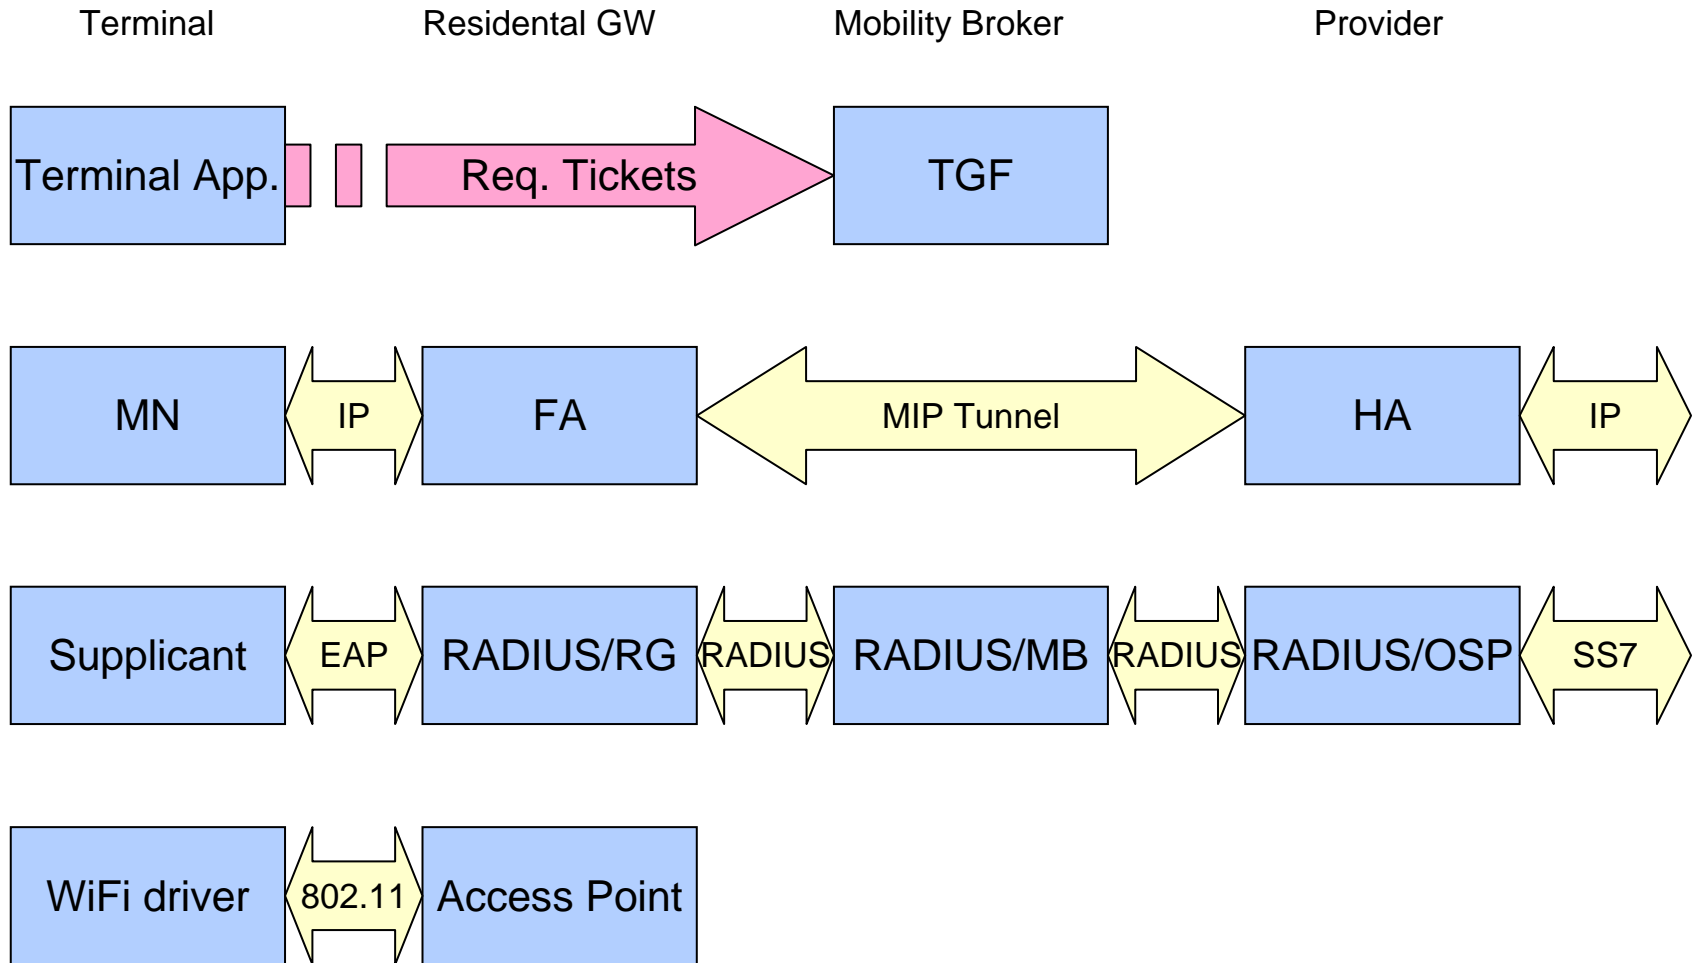 Terminal Residental GW Mobility Broker Provider
Terminal App. Req. Tickets TGF
MN IP FA MIP Tunnel HA IP
Supplicant EAP RADIUS/RG RADIUS RADIUS/MB RADIUS RADIUS/OSP SS7
WiFi driver 802.11 Access Point